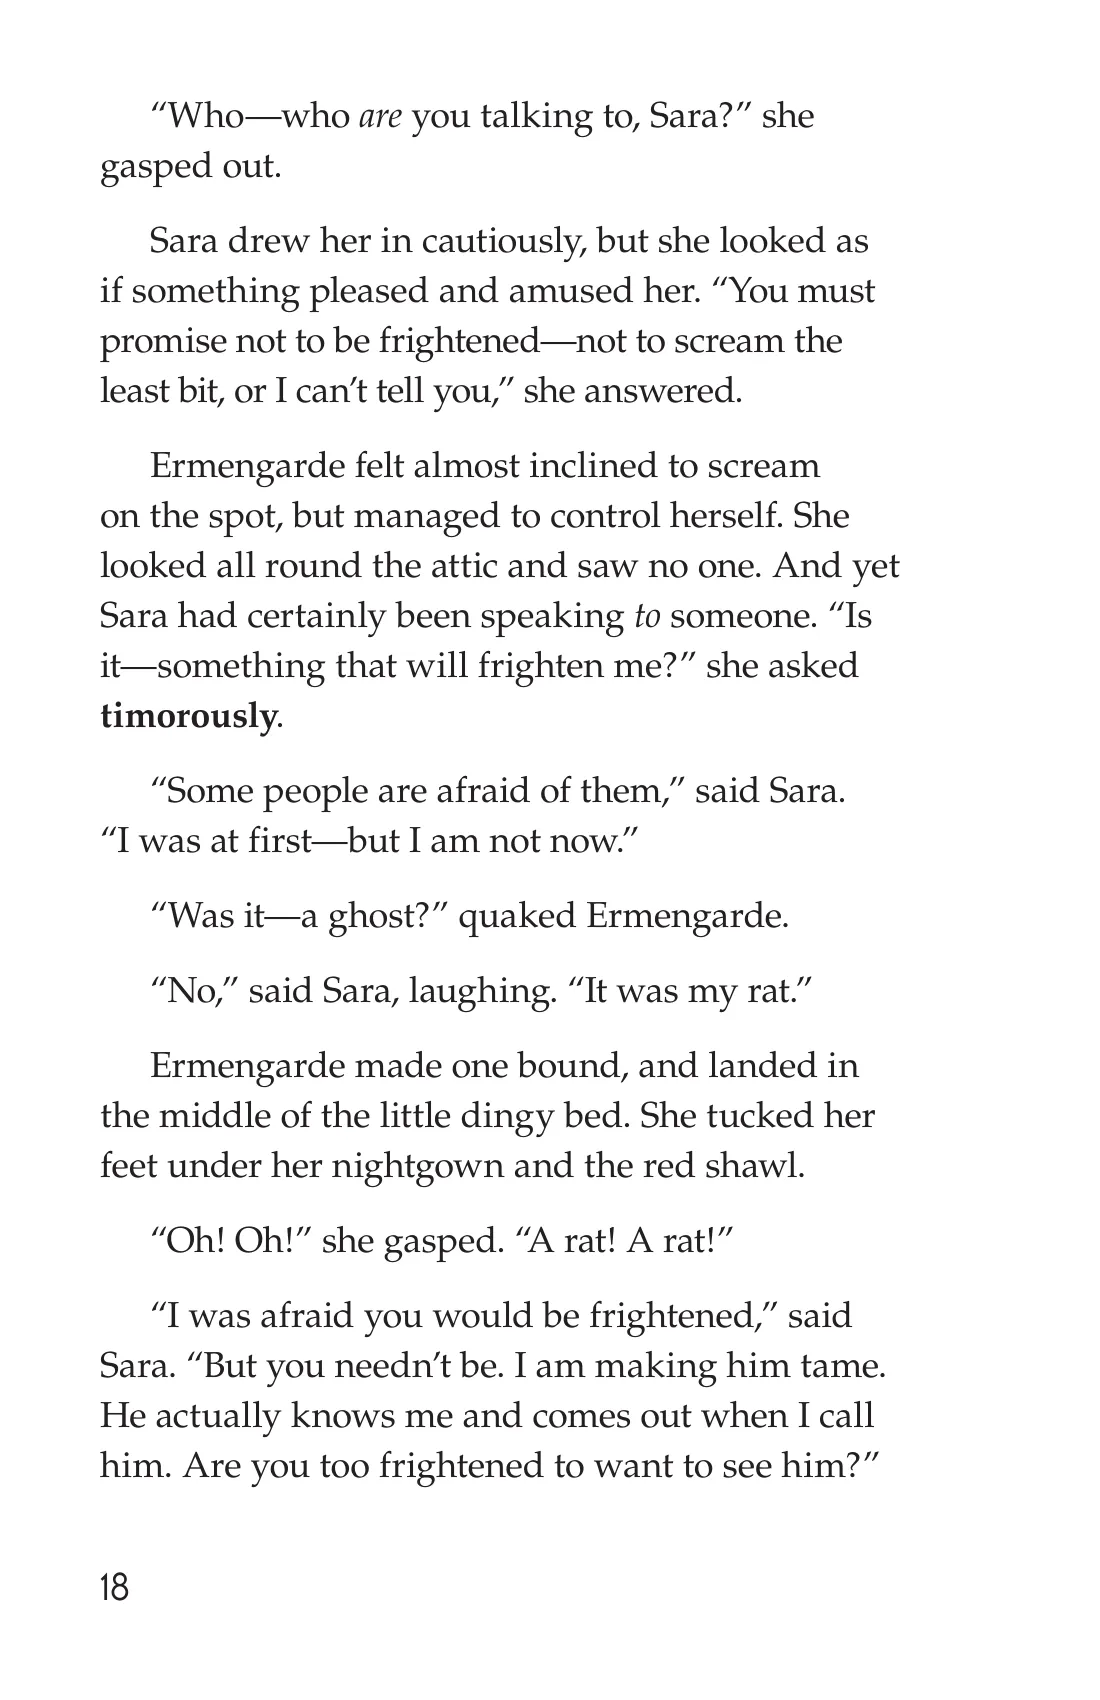 “Who—who are you talking to, Sara?” she
gasped out.
Sara drew her in cautiously, but she looked as
if something pleased and amused her. “You must
promise not to be frightened—not to scream the
least bit, or I can’t tell you,” she answered.
Ermengarde felt almost inclined to scream
on the spot, but managed to control herself. She
looked all round the attic and saw no one. And yet
Sara had certainly been speaking to someone. “Is
it—something that will frighten me?” she asked
timorously.
“Some people are afraid of them,” said Sara.
“I was at first—but I am not now.”
“Was it—a ghost?” quaked Ermengarde.
“No,” said Sara, laughing. “It was my rat.”
Ermengarde made one bound, and landed in
the middle of the little dingy bed. She tucked her
feet under her nightgown and the red shawl.
“Oh! Oh!” she gasped. “A rat! A rat!”
“I was afraid you would be frightened,” said
Sara. “But you needn’t be. I am making him tame.
He actually knows me and comes out when I call
him. Are you too frightened to want to see him?”
18